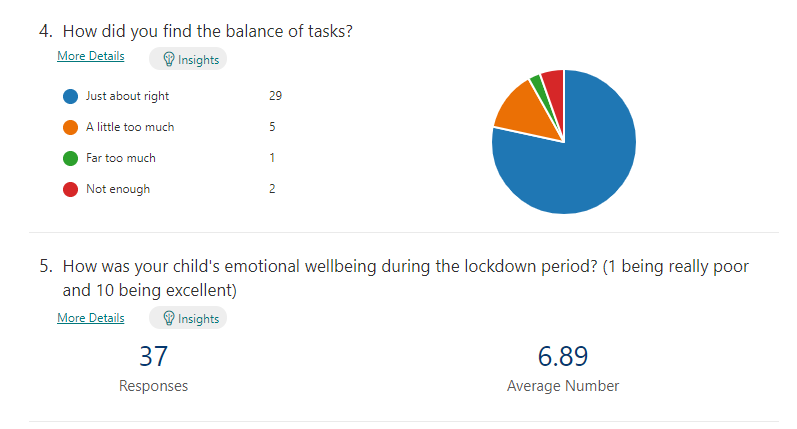 4. How did you find the balance of tasks?
More Details
Insights
Just about right 29
A little too much 5
Far too much 1
Not enough 2
5. How was your child's emotional wellbeing during the lockdown period? (1 being really poor
and 10 being excellent)
More Details
Insights
37 6.89
Responses Average Number